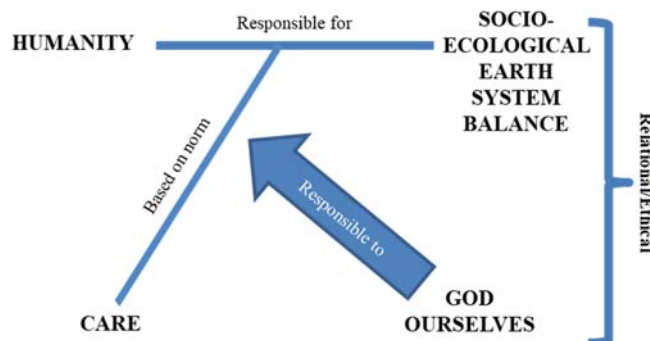 Responsible for
HUMANITY
SOCIO-
ECOLOGICAL
EARTH
SYSTEM
BALANCE
Based on norm
Responsible to
Relational/Ethical
CARE
GOD
OURSELVES